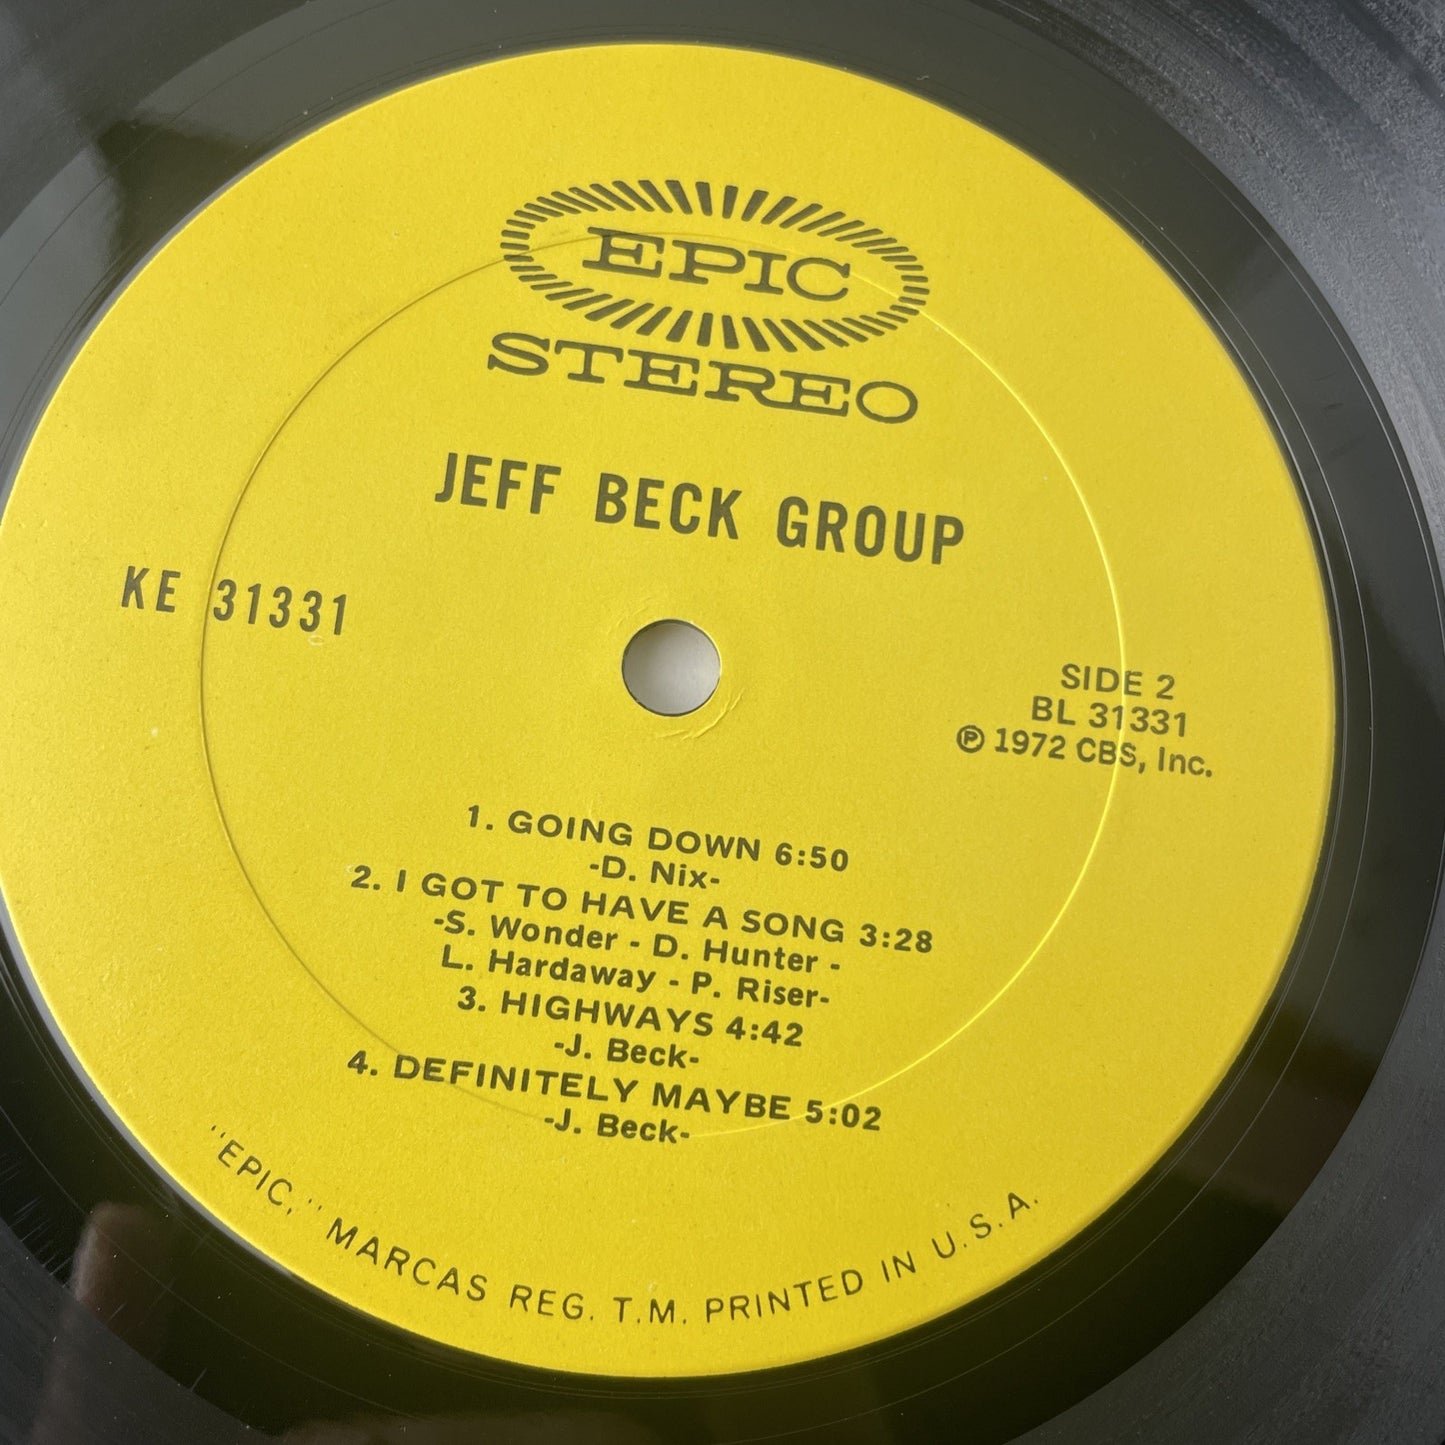 EPIC
STEREO
JEFF BECK GROUP
KE 31331
SIDE 2
BL 31331
℗ 1972 CBS, Inc.
1. GOING DOWN 6:50
-D. Nix-
2. I GOT TO HAVE A SONG 3:28
-S. Wonder - D. Hunter -
L. Hardaway - P. Riser-
3. HIGHWAYS 4:42
-J. Beck-
4. DEFINITELY MAYBE 5:02
-J. Beck-
"EPIC," MARCAS REG. T.M. PRINTED IN U.S.A.